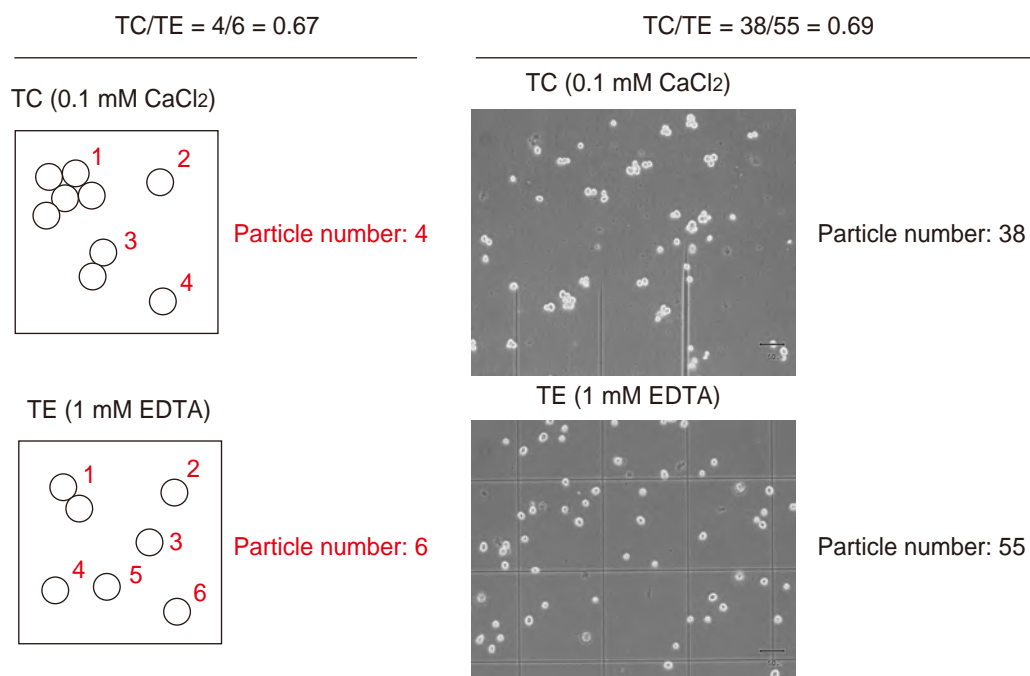 TC/TE = 4/6 = 0.67
TC (0.1 mM CaCl2)
1
2
3
4
Particle number: 4
TE (1 mM EDTA)
1
2
3
4
5
6
Particle number: 6
TC/TE = 38/55 = 0.69
TC (0.1 mM CaCl2)
Particle number: 38
TE (1 mM EDTA)
Particle number: 55